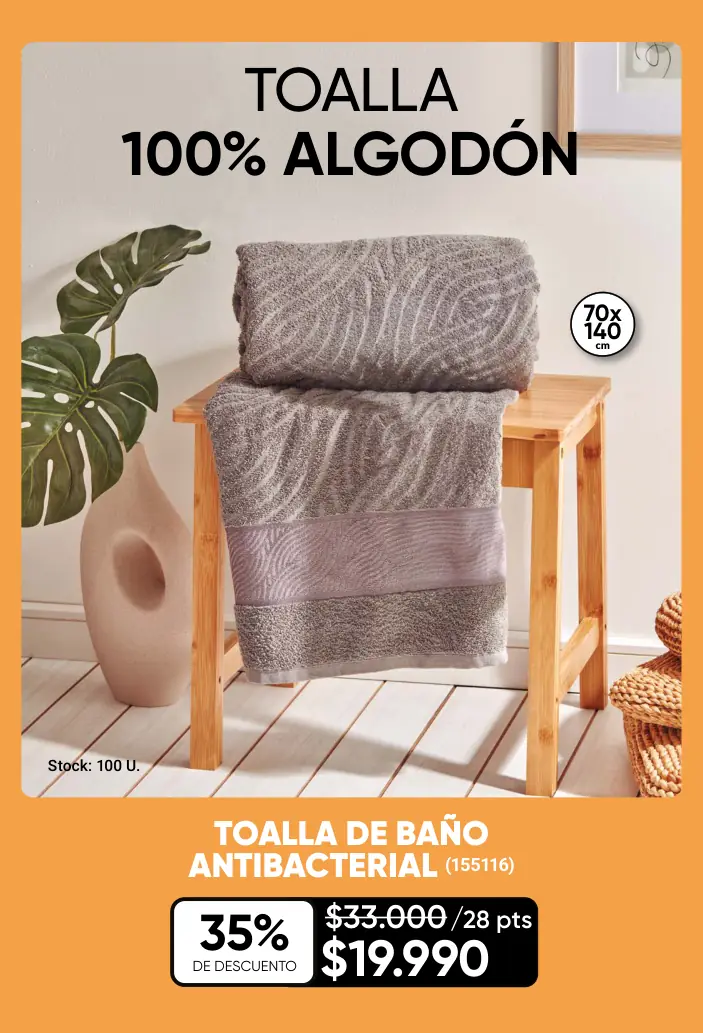 TOALLA
100% ALGODÓN
70x
140
cm
Stock: 100 U.
TOALLA DE BAÑO
ANTIBACTERIAL (155116)
35%
DE DESCUENTO
$33.000 /28 pts
$19.990